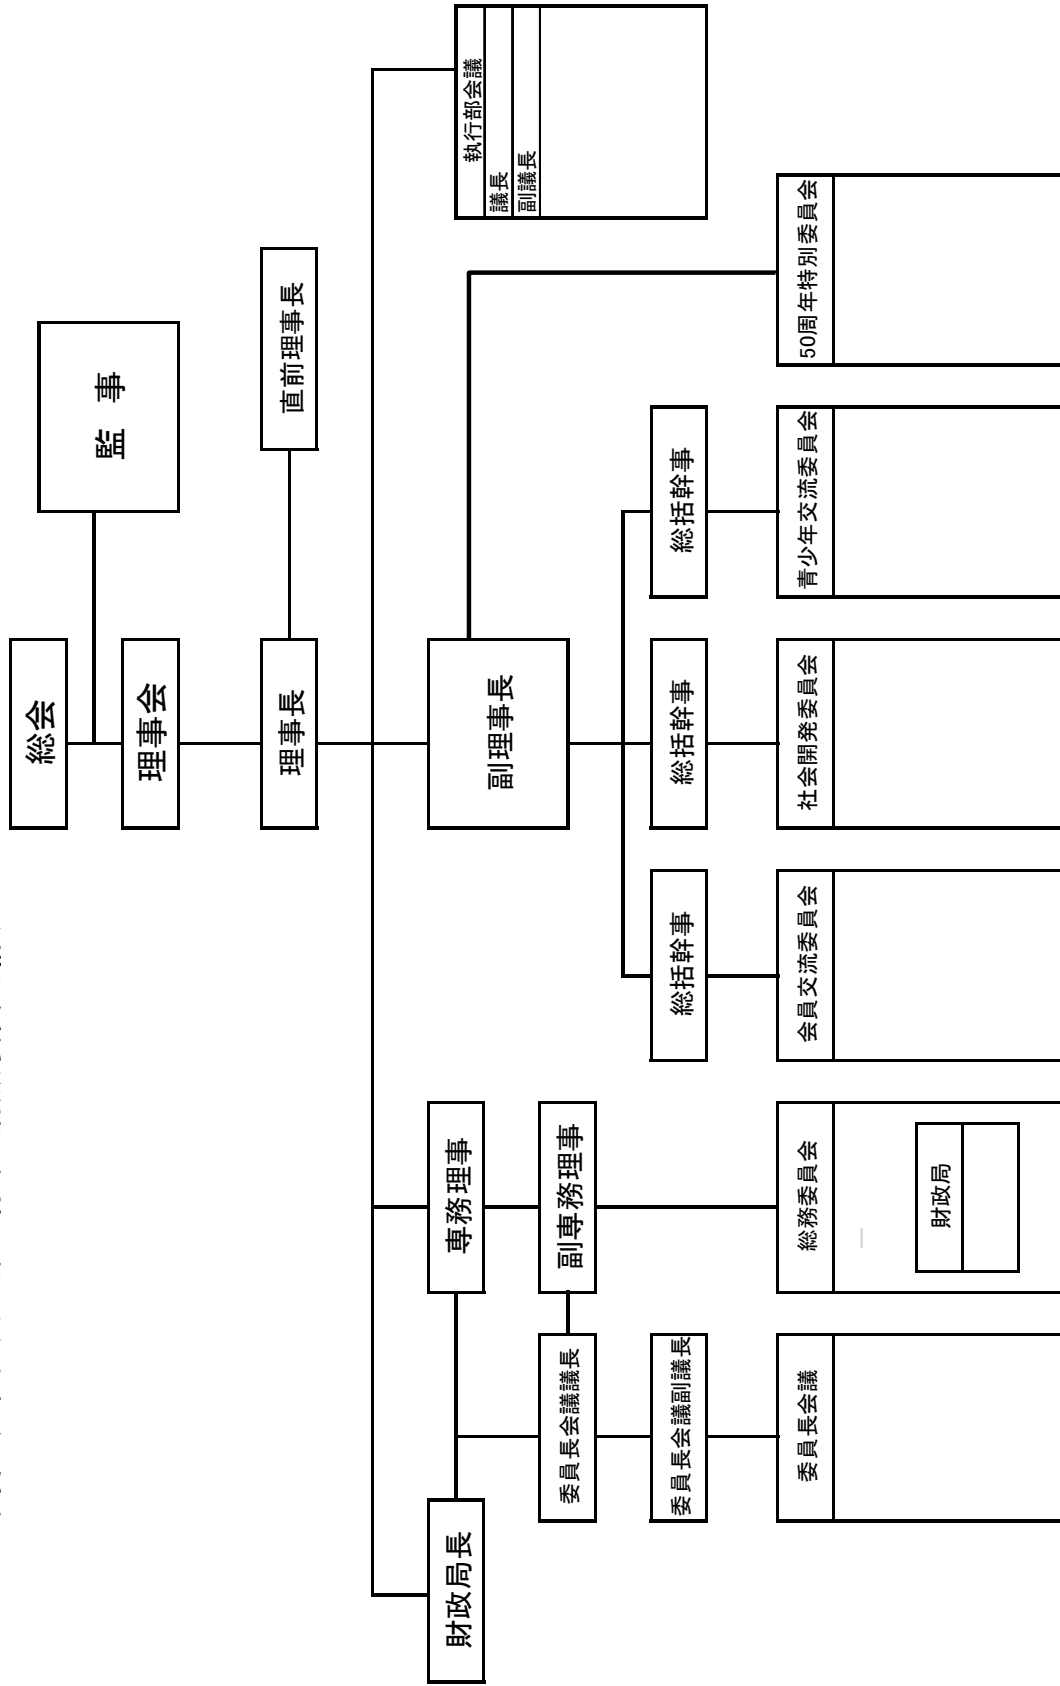 総会
監 事
理事会
理事長
直前理事長
執行部会議
議長
副議長
財政局長
専務理事
副理事長
委員長会議議長
副専務理事
委員長会議副議長
総括幹事
総括幹事
総括幹事
委員長会議
総務委員会
財政局
会員交流委員会
社会開発委員会
青少年交流委員会
50周年特別委員会